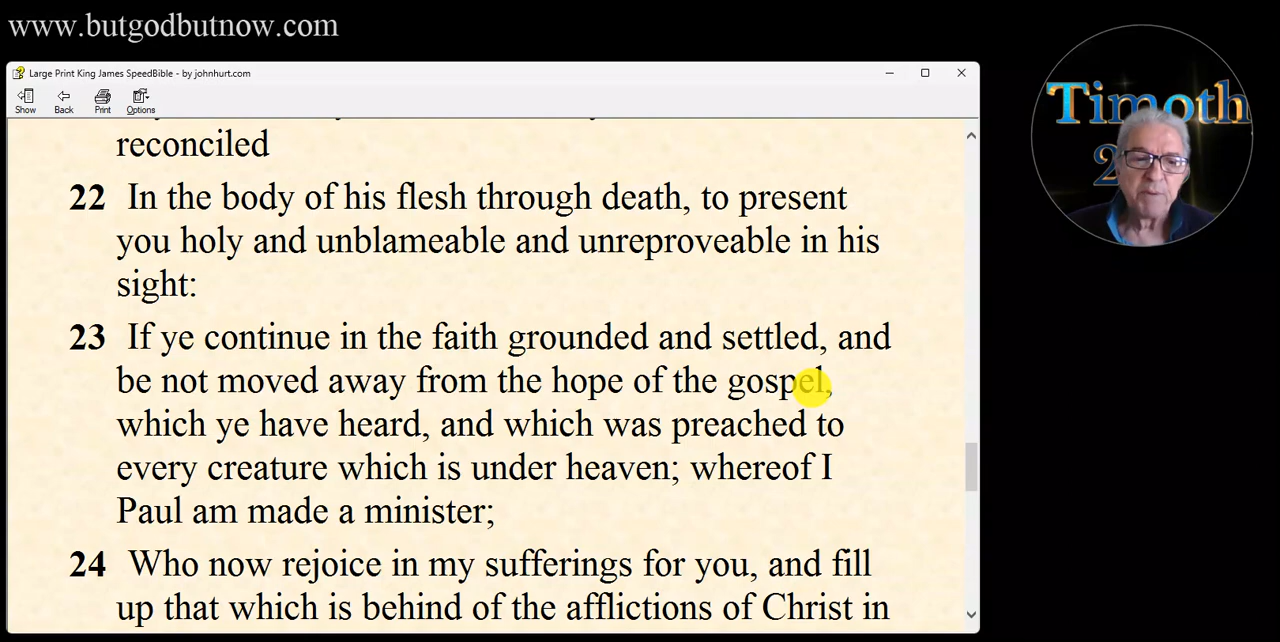 www.butgodbutnow.com
Large Print King James SpeedBible - by johnhurt.com
Show Back Print Options
reconciled
22 In the body of his flesh through death, to present
you holy and unblameable and unreproveable in his
sight:
23 If ye continue in the faith grounded and settled, and
be not moved away from the hope of the gospel,
which ye have heard, and which was preached to
every creature which is under heaven; whereof I
Paul am made a minister;
24 Who now rejoice in my sufferings for you, and fill
up that which is behind of the afflictions of Christ in
Timoth
2